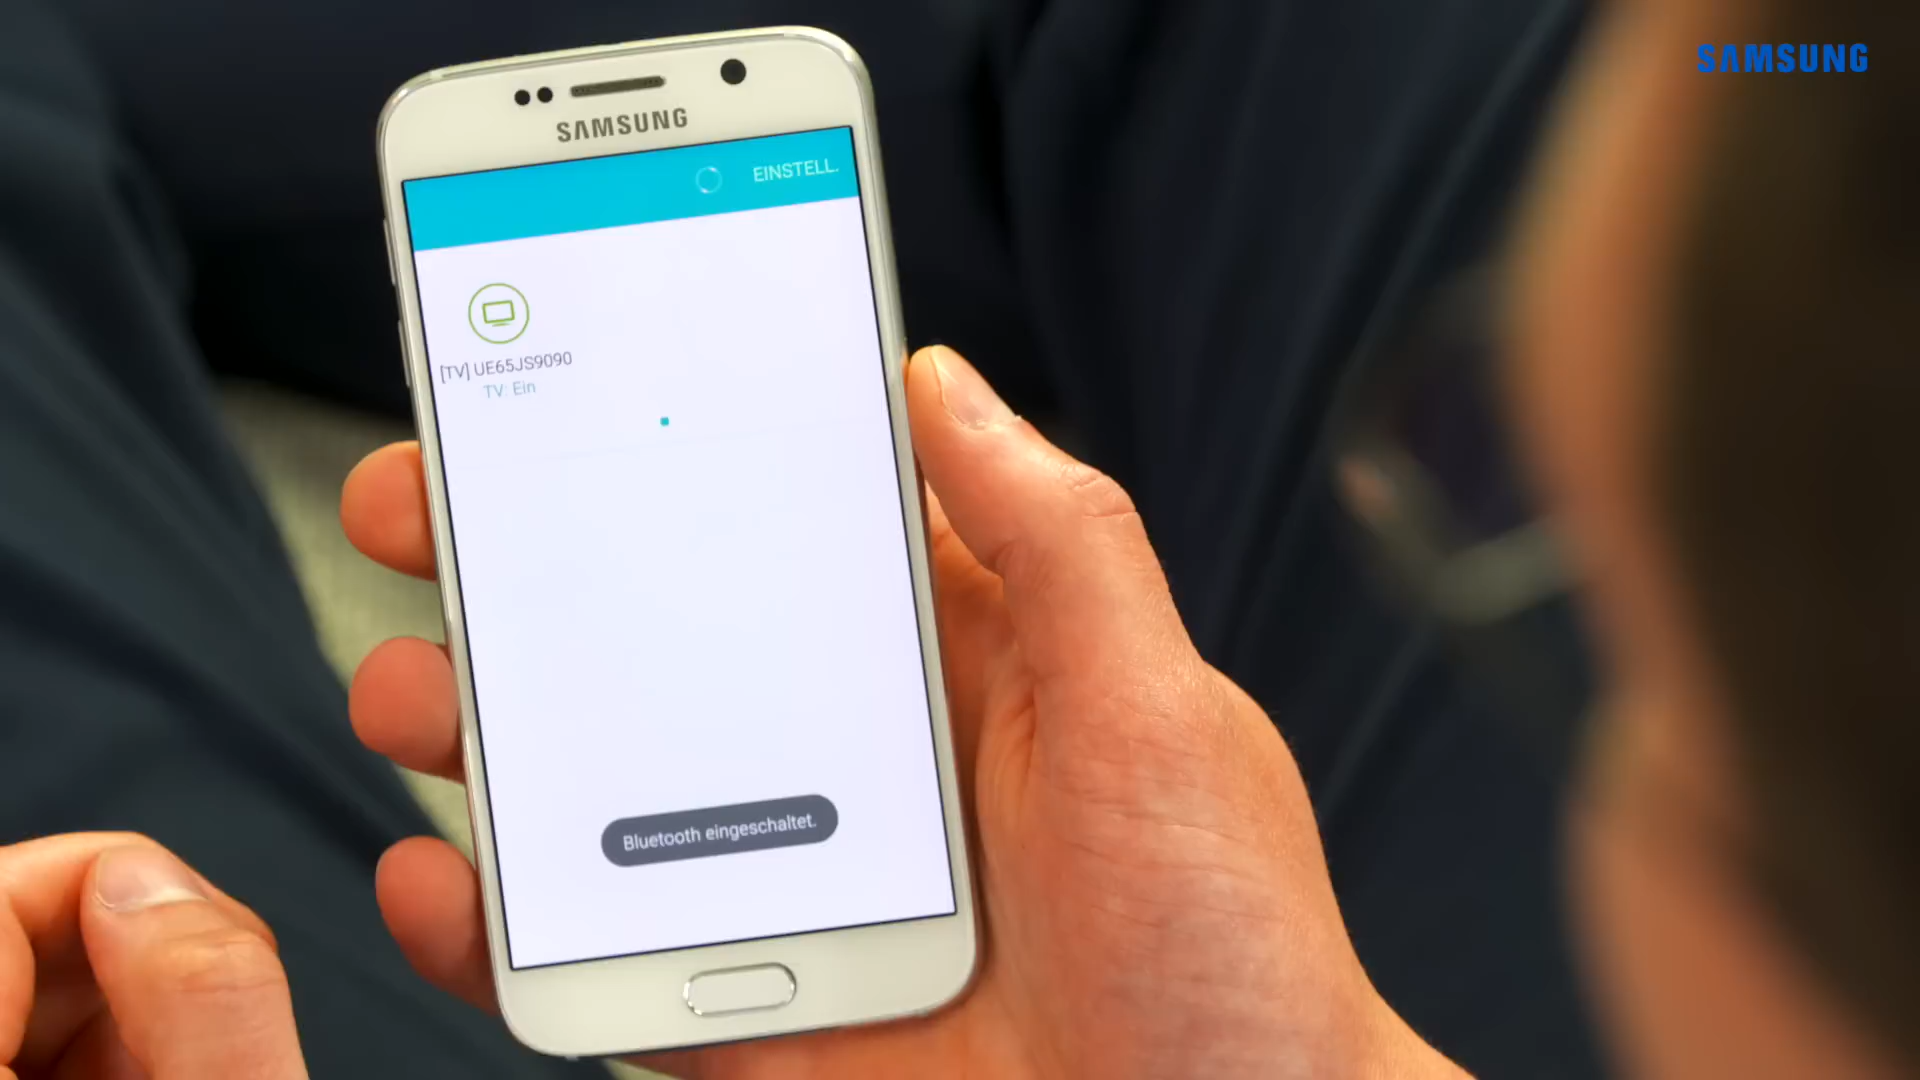 SAMSUNG
SAMSUNG
EINSTELL.
[TV] UE65JS9090
TV: Ein
Bluetooth eingeschaltet.